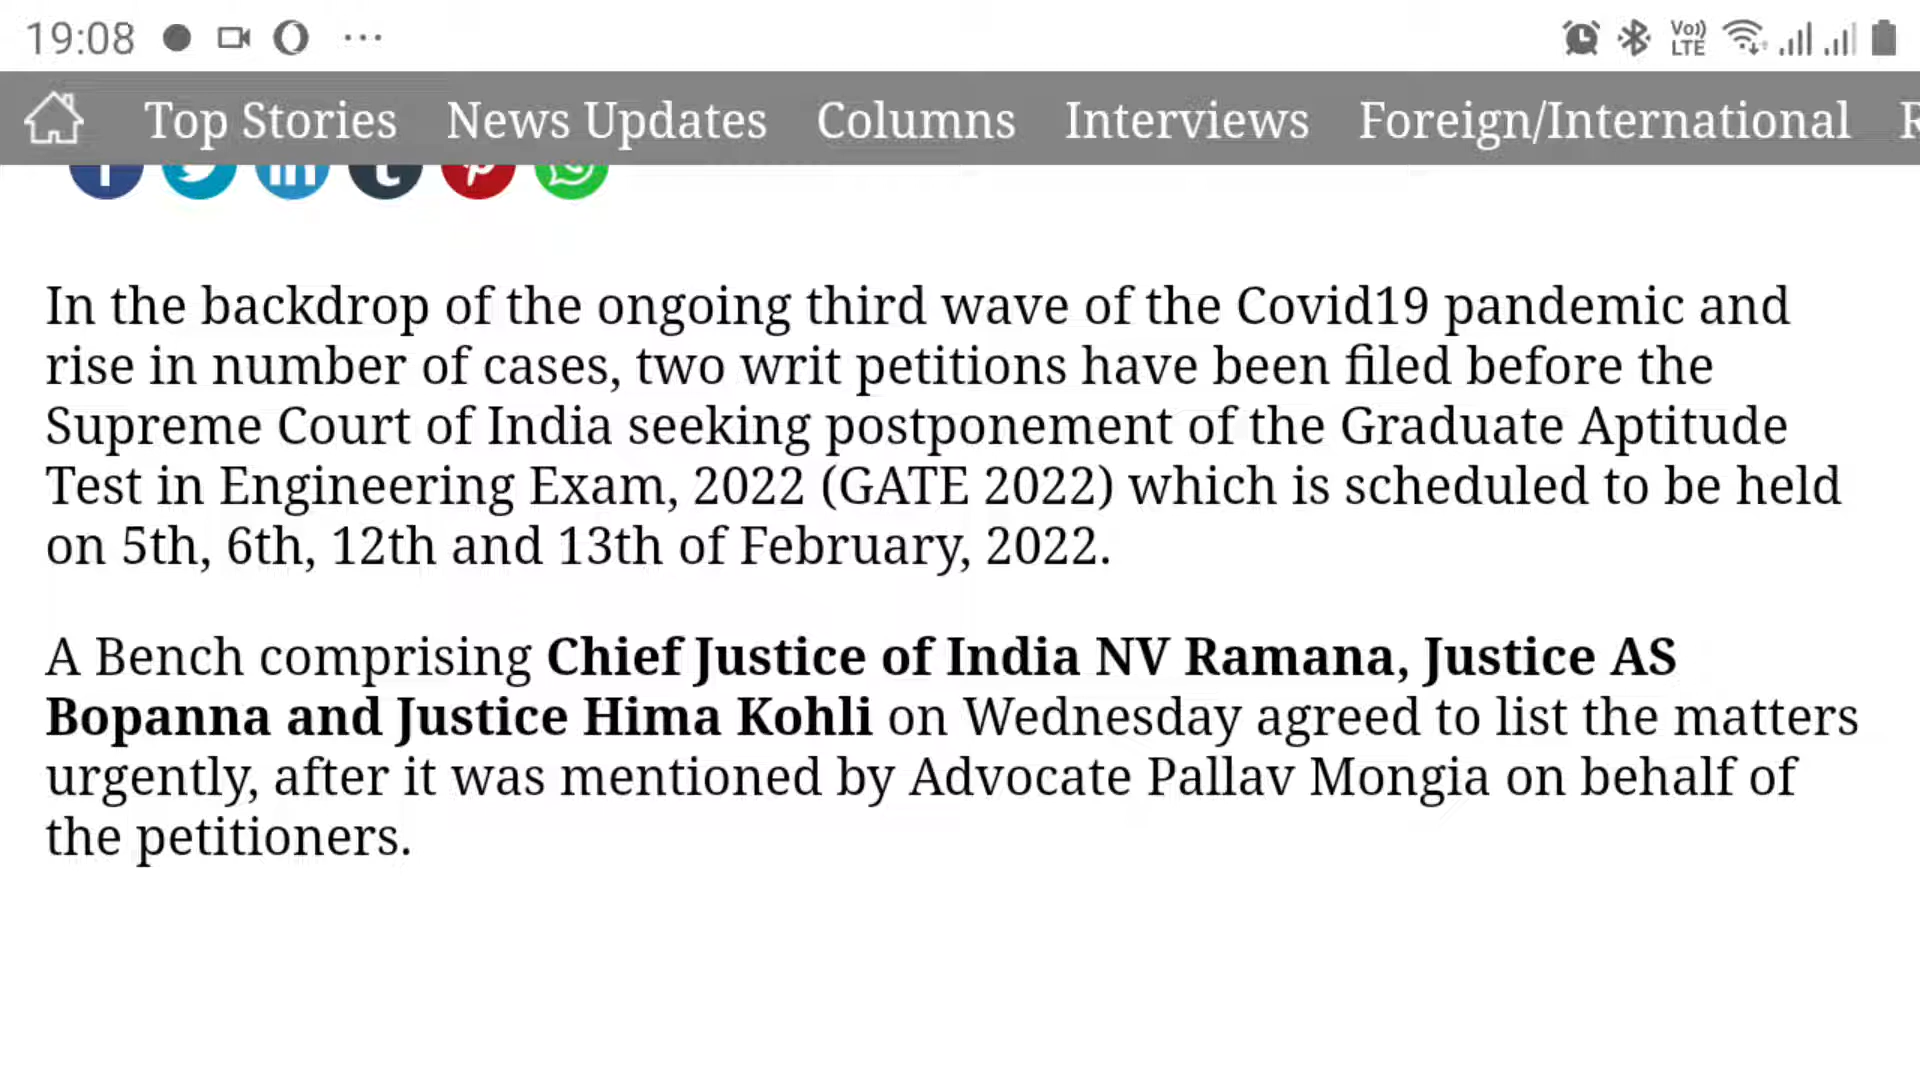 19:08
Vo))
LTE
Top Stories News Updates Columns Interviews Foreign/International R
in t
In the backdrop of the ongoing third wave of the Covid19 pandemic and
rise in number of cases, two writ petitions have been filed before the
Supreme Court of India seeking postponement of the Graduate Aptitude
Test in Engineering Exam, 2022 (GATE 2022) which is scheduled to be held
on 5th, 6th, 12th and 13th of February, 2022.
A Bench comprising Chief Justice of India NV Ramana, Justice AS
Bopanna and Justice Hima Kohli on Wednesday agreed to list the matters
urgently, after it was mentioned by Advocate Pallav Mongia on behalf of
the petitioners.